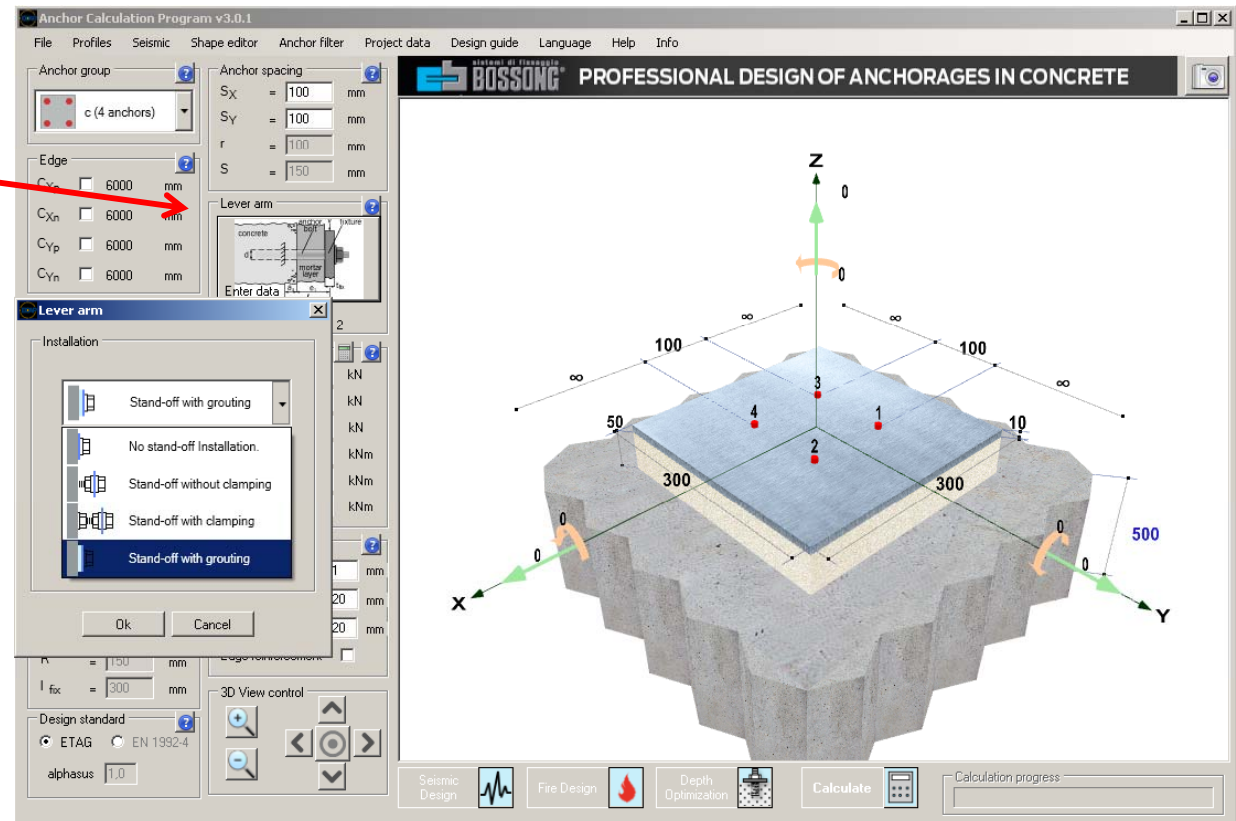 Anchor Calculation Program v3.0.1
File Profiles Seismic Shape editor Anchor filter Project data Design guide Language Help Info
Anchor group
c (4 anchors)
Edge
6000 mm
CXn 6000 mm
CYp 6000 mm
CYn 6000 mm
Anchor spacing
SX = 100 mm
SY = 100 mm
r = 100 mm
S = 150 mm
Lever arm
concrete
anchor
bolt
fixture
d
mortar
layer
Enter data
2
kN
kN
kN
kNm
kNm
kNm
mm
20 mm
20 mm
Lever arm
Installation
Stand-off with grouting
No stand-off Installation.
Stand-off without clamping
Stand-off with clamping
Stand-off with grouting
Ok Cancel
= 150 mm
l fix = 300 mm
Design standard
ETAG EN 1992-4
alphasus 1,0
3D View control
sistemi di fissaggio
BOSSONG® PROFESSIONAL DESIGN OF ANCHORAGES IN CONCRETE
Z
0
0
∞ ∞
100 100
∞ ∞
3
4 1
50 10
2
300 300
500
0 0
0 0
X Y
Seismic
Design
Fire Design
Depth
Optimization
Calculate
Calculation progress